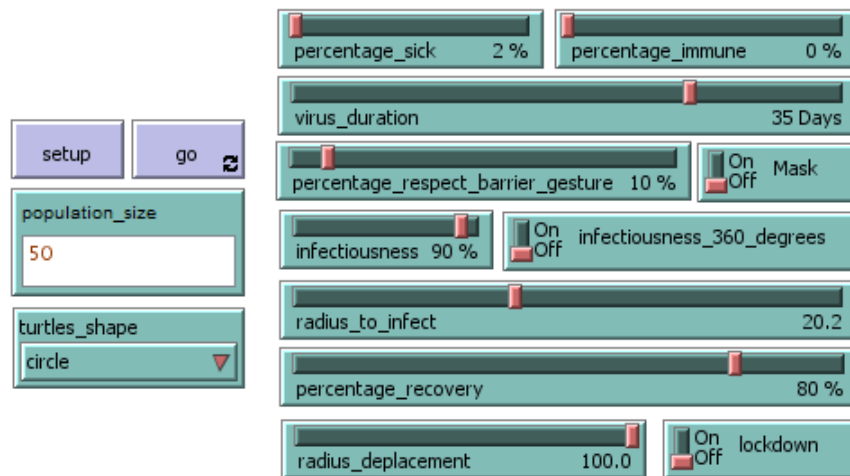 percentage_sick 2 %
percentage_immune 0 %
virus_duration 35 Days
setup
go
percentage_respect_barrier_gesture 10 %
On
Off
Mask
population_size
50
infectiousness 90 %
On
Off
infectiousness_360_degrees
radius_to_infect 20.2
turtles_shape
circle
percentage_recovery 80 %
radius_deplacement 100.0
On
Off
lockdown